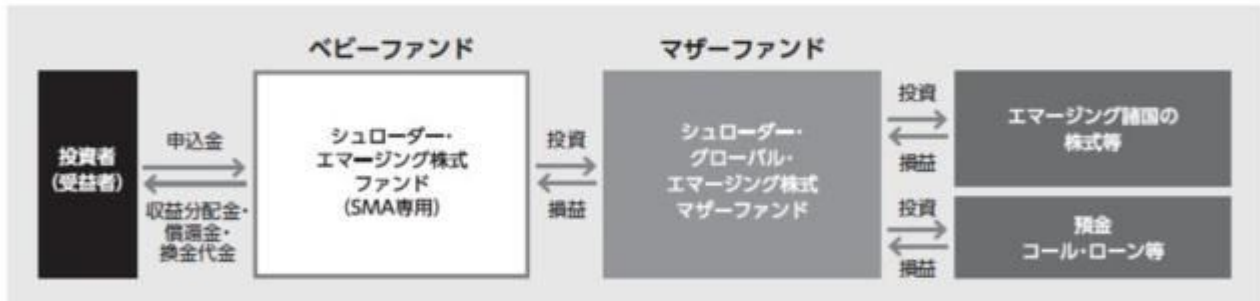 ベビーファンド
マザーファンド
投資者
(受益者)
申込金
収益分配金・
償還金・
換金代金
シュローダー・
エマージング株式
ファンド
(SMA専用)
投資
損益
シュローダー・
グローバル・
エマージング株式
マザーファンド
投資
損益
エマージング諸国の
株式等
投資
損益
預金
コール・ローン等